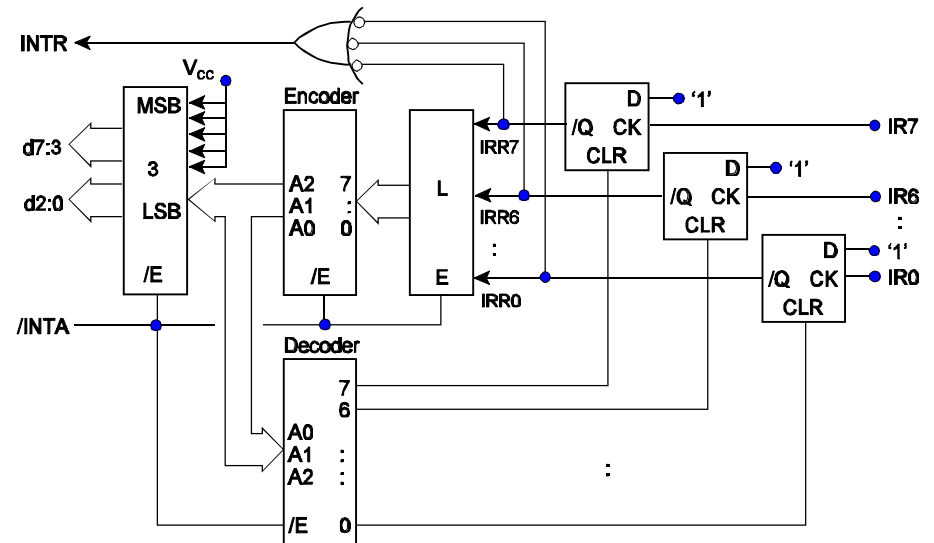 INTR
V_CC
MSB
3
LSB
/E
d7:3
d2:0
/INTA
Encoder
A2 7
A1 :
A0 0
/E
L
E
IRR7
IRR6
:
IRR0
D '1'
/Q CK
CLR
IR7
D '1'
/Q CK
CLR
IR6
:
D '1'
/Q CK
CLR
IR0
Decoder
7
6
A0
A1 :
A2 :
/E 0
: